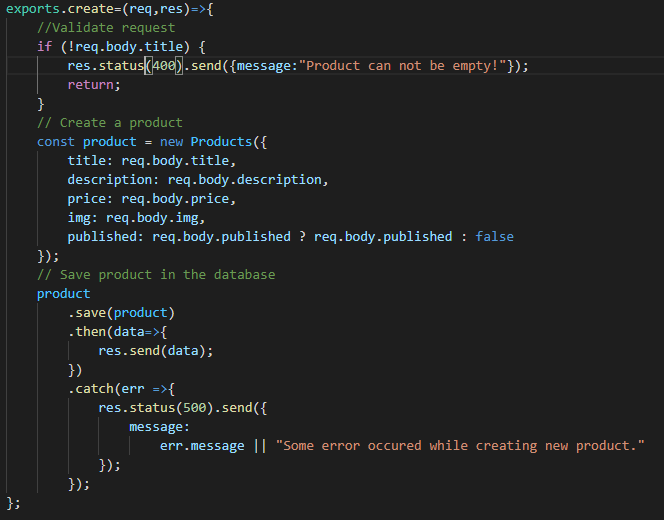 exports.create=(req,res)=>{
    //Validate request
    if (!req.body.title) {
        res.status(400).send({message:"Product can not be empty!"});
        return;
    }
    // Create a product
    const product = new Products({
        title: req.body.title,
        description: req.body.description,
        price: req.body.price,
        img: req.body.img,
        published: req.body.published ? req.body.published : false
    });
    // Save product in the database
    product
        .save(product)
        .then(data=>{
            res.send(data);
        })
        .catch(err =>{
            res.status(500).send({
                message:
                    err.message || "Some error occured while creating new product."
            });
        });
};